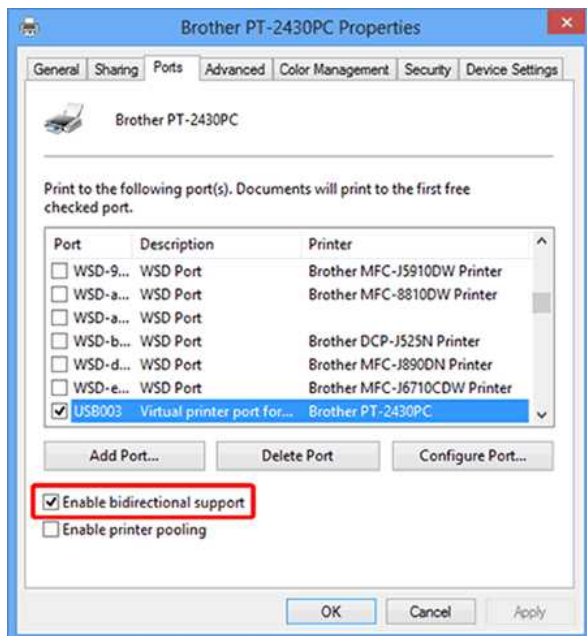 Brother PT-2430PC Properties
General Sharing Ports Advanced Color Management Security Device Settings
Brother PT-2430PC
Print to the following port(s). Documents will print to the first free
checked port.
Port Description Printer
WSD-9... WSD Port Brother MFC-J5910DW Printer
WSD-a... WSD Port Brother MFC-8810DW Printer
WSD-a... WSD Port
WSD-b... WSD Port Brother DCP-J525N Printer
WSD-d... WSD Port Brother MFC-J890DN Printer
WSD-e... WSD Port Brother MFC-J6710CDW Printer
USB003 Virtual printer port for... Brother PT-2430PC
Add Port... Delete Port Configure Port...
Enable bidirectional support
Enable printer pooling
OK Cancel Apply